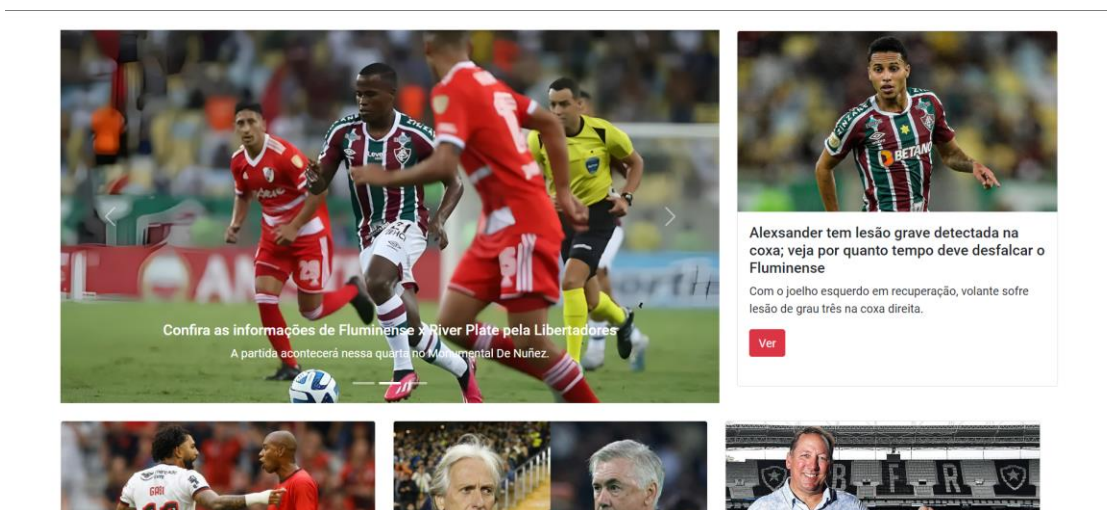 Confira as informações de Fluminense x River Plate pela Libertadores
A partida acontecerá nessa quarta no Monumental De Nuñez.
BETANO
Alexsander tem lesão grave detectada na
coxa; veja por quanto tempo deve desfalcar o
Fluminense
Com o joelho esquerdo em recuperação, volante sofre
lesão de grau três na coxa direita.
Ver
GABI
B F R